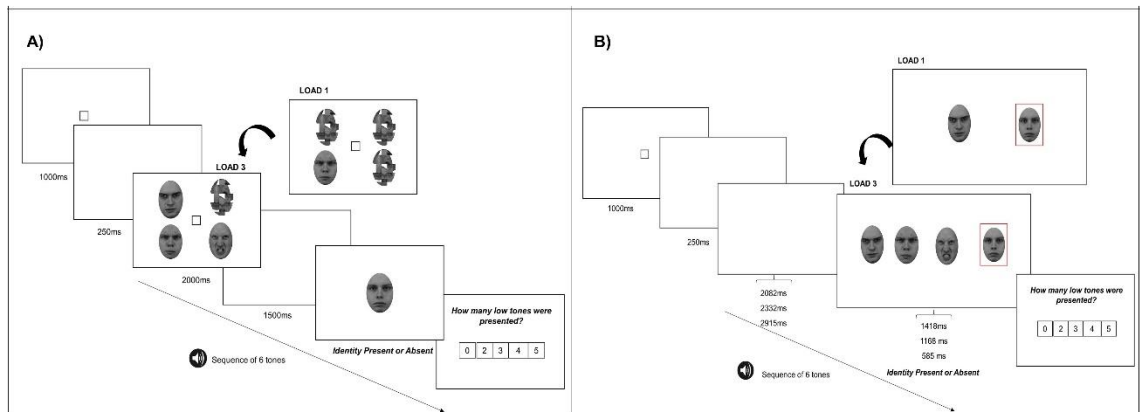 A)
LOAD 1
1000ms
LOAD 3
250ms
2000ms
1500ms
How many low tones were
presented?
0 2 3 4 5
Identity Present or Absent
Sequence of 6 tones
B)
LOAD 1
1000ms
LOAD 3
250ms
2082ms
2332ms
2915ms
1418ms
1168 ms
585 ms
How many low tones were
presented?
0 2 3 4 5
Identity Present or Absent
Sequence of 6 tones